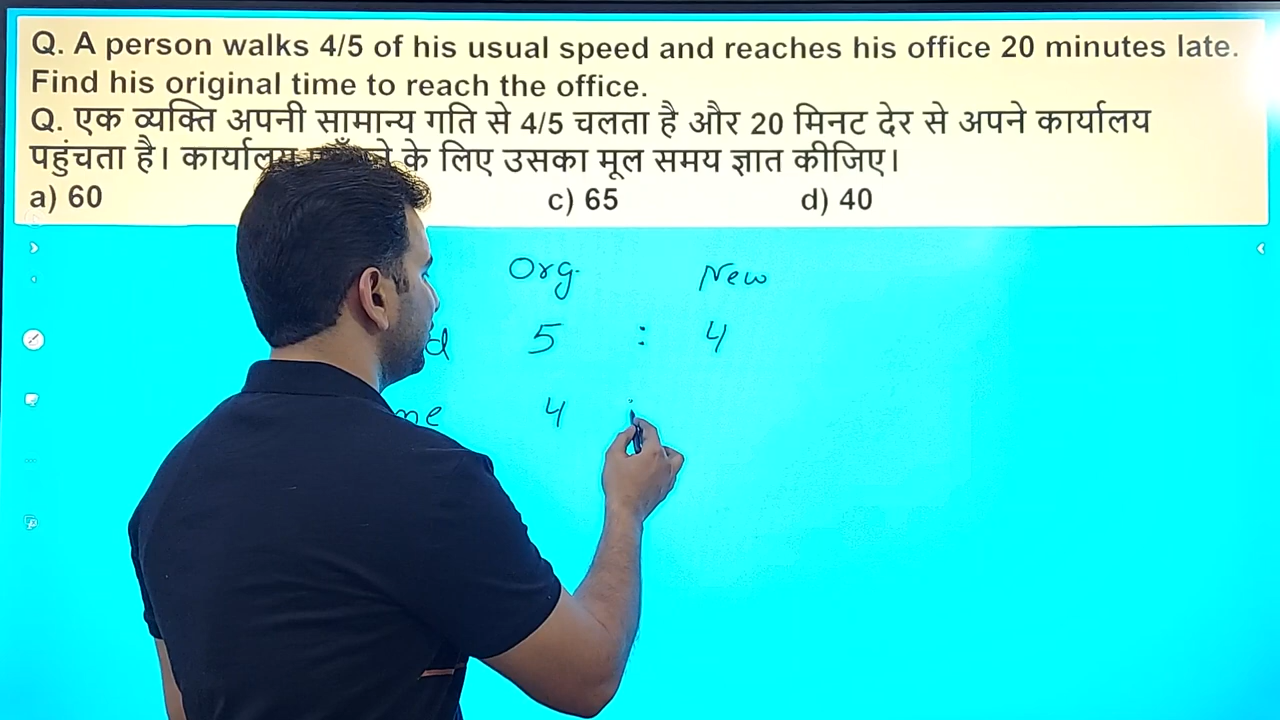 Q. A person walks 4/5 of his usual speed and reaches his office 20 minutes late.
Find his original time to reach the office.
Q. एक व्यक्ति अपनी सामान्य गति से 4/5 चलता है और 20 मिनट देर से अपने कार्यालय
पहुंचता है। के लिए उसका मूल समय ज्ञात कीजिए।
a) 60 c) 65 d) 40
Org. New
5 : 4
4